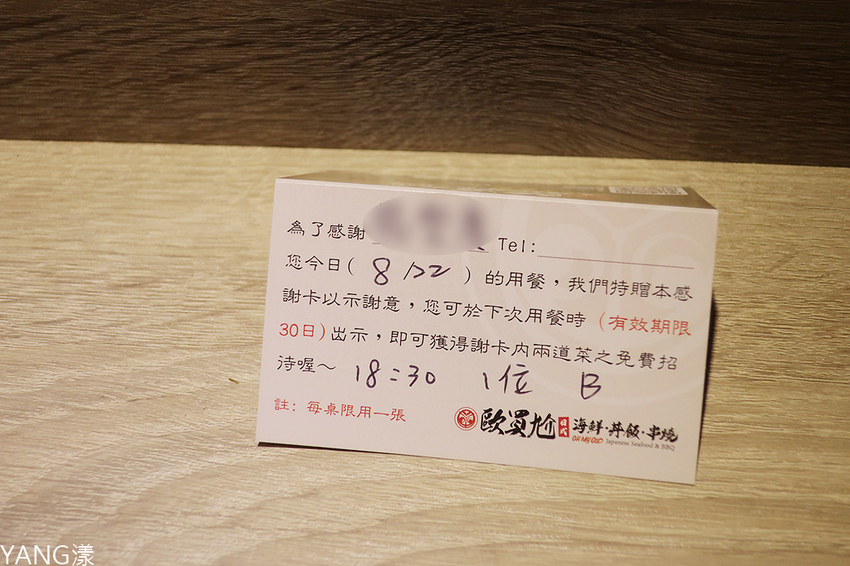 為了感謝 Tel:
您今日( 8/22 )的用餐，我們特贈本感
謝卡以示謝意，您可於下次用餐時（有效期限
30日)出示，即可獲得謝卡內兩道菜之免費招
待喔～ 18:30 1位 B
註：每桌限用一張
歐買尬 日式 海鮮·丼飯·串燒
OH MY GOD Japanese Seafood & BBQ
YANG漾